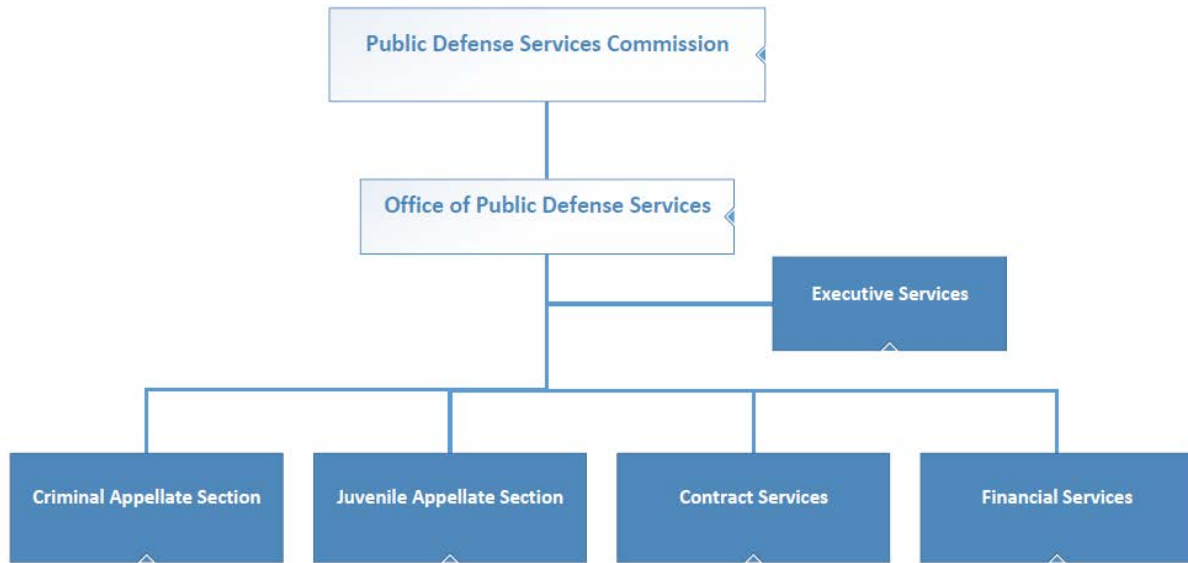 Public Defense Services Commission
Office of Public Defense Services
Executive Services
Criminal Appellate Section
Juvenile Appellate Section
Contract Services
Financial Services